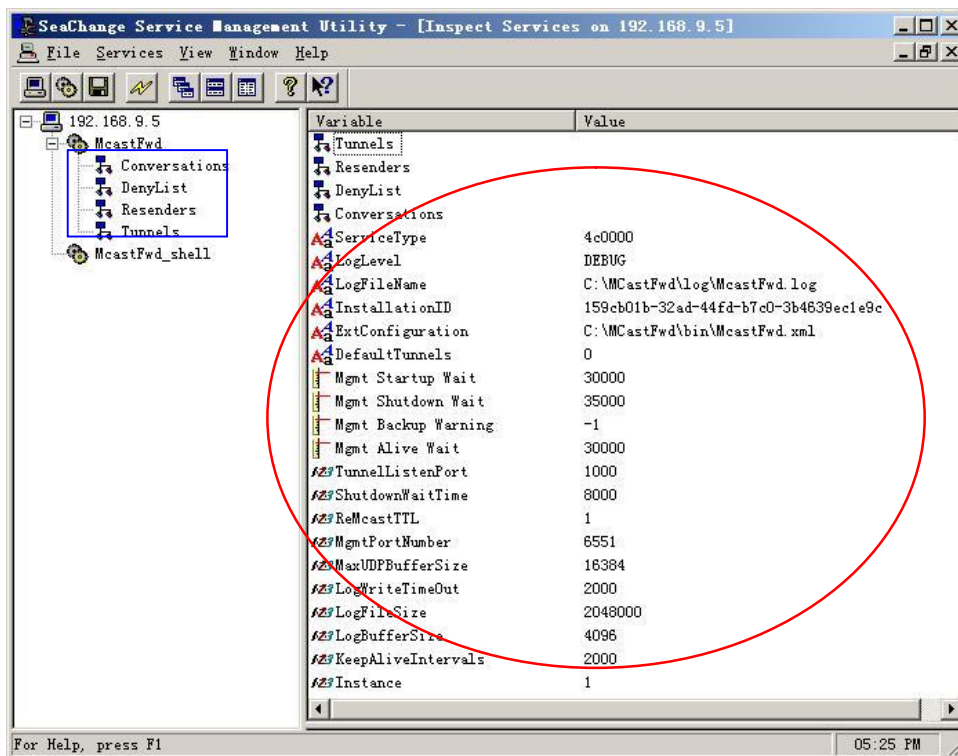 SeaChange Service Management Utility - [Inspect Services on 192.168.9.5]
File Services View Window Help
192.168.9.5
McastFwd
Conversations
DenyList
Resenders
Tunnels
McastFwd_shell
Variable Value
Tunnels
Resenders
DenyList
Conversations
ServiceType 4c0000
LogLevel DEBUG
LogFileName C:\MCastFwd\log\McastFwd.log
InstallationID 159cb01b-32ad-44fd-b7c0-3b4639ec1e9c
ExtConfiguration C:\MCastFwd\bin\McastFwd.xml
DefaultTunnels 0
Mgmt Startup Wait 30000
Mgmt Shutdown Wait 35000
Mgmt Backup Warning -1
Mgmt Alive Wait 30000
TunnelListenPort 1000
ShutdownWaitTime 8000
ReMcastTTL 1
MgmtPortNumber 6551
MaxUDPBufferSize 16384
LogWriteTimeOut 2000
LogFileSize 2048000
LogBufferSize 4096
KeepAliveIntervals 2000
Instance 1
For Help, press F1 05:25 PM